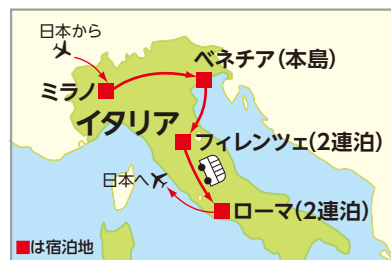 日本から
ベネチア(本島)
ミラノ
イタリア
フィレンツェ(2連泊)
日本へ
ローマ(2連泊)
■は宿泊地